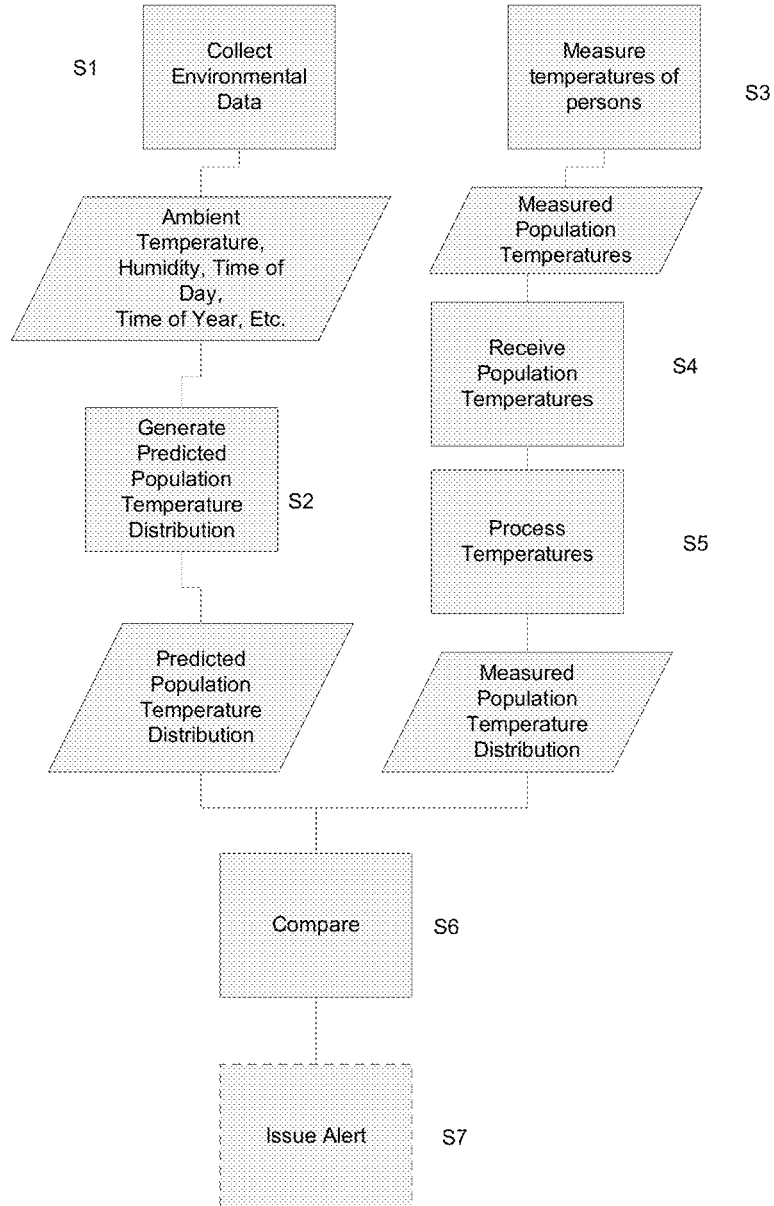 S1
Collect
Environmental
Data
Measure
temperatures of
persons
S3
Ambient
Temperature,
Humidity, Time of
Day,
Time of Year, Etc.
Measured
Population
Temperatures
Receive
Population
Temperatures
S4
Generate
Predicted
Population
Temperature
Distribution
S2
Process
Temperatures
S5
Predicted
Population
Temperature
Distribution
Measured
Population
Temperature
Distribution
Compare
S6
Issue Alert
S7